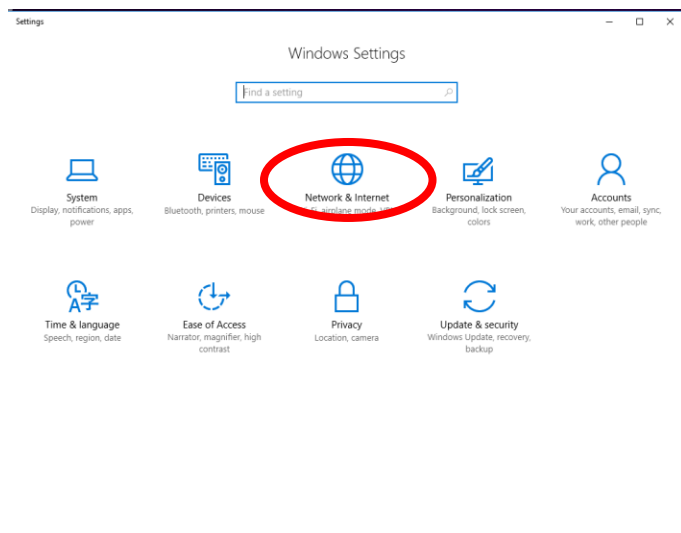 Settings
Windows Settings
Find a setting
System
Display, notifications, apps,
power
Devices
Bluetooth, printers, mouse
Network & Internet
airplane mode,
Personalization
Background, lock screen,
colors
Accounts
Your accounts, email, sync,
work, other people
Time & language
Speech, region, date
Ease of Access
Narrator, magnifier, high
contrast
Privacy
Location, camera
Update & security
Windows Update, recovery,
backup
A字